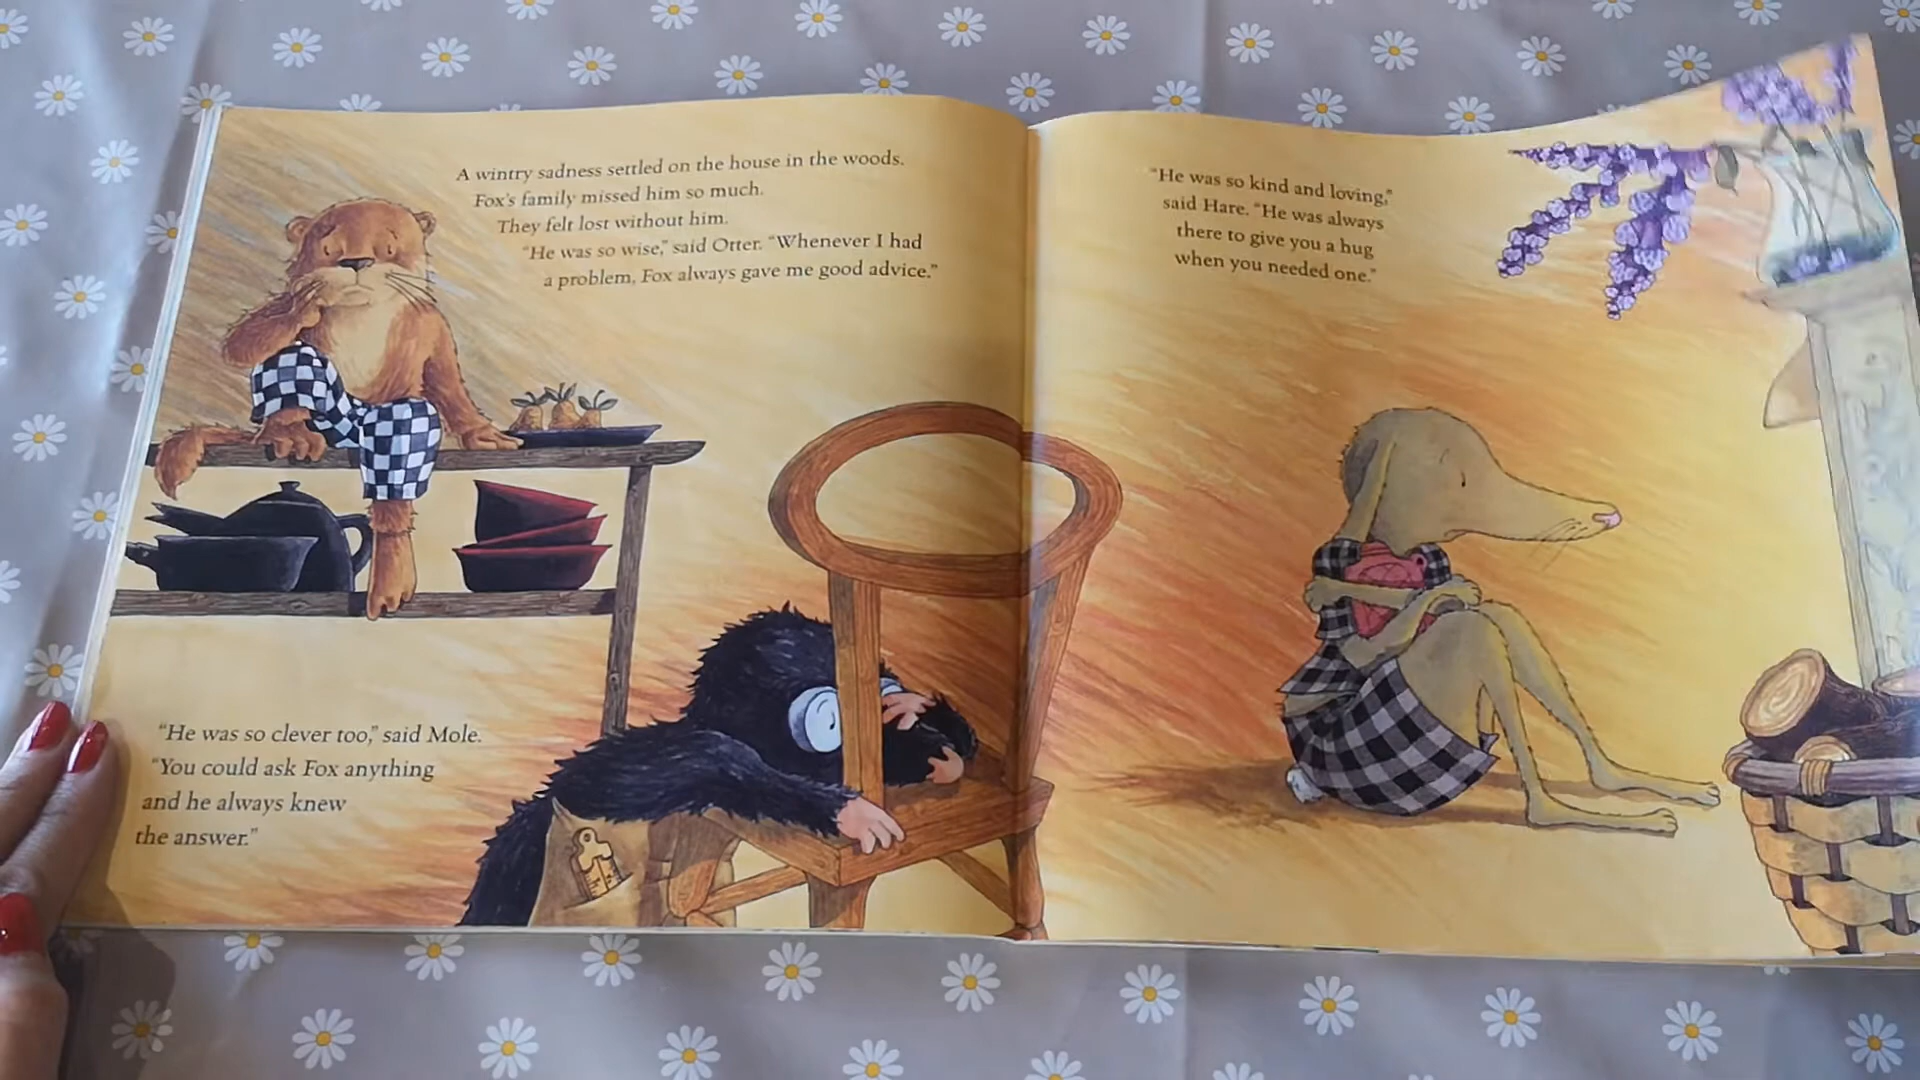 A wintry sadness settled on the house in the woods.
Fox's family missed him so much.
They felt lost without him.
“He was so wise,” said Otter. “Whenever I had
a problem, Fox always gave me good advice.”
“He was so clever too,” said Mole.
“You could ask Fox anything
and he always knew
the answer.”
“He was so kind and loving,”
said Hare. “He was always
there to give you a hug
when you needed one.”